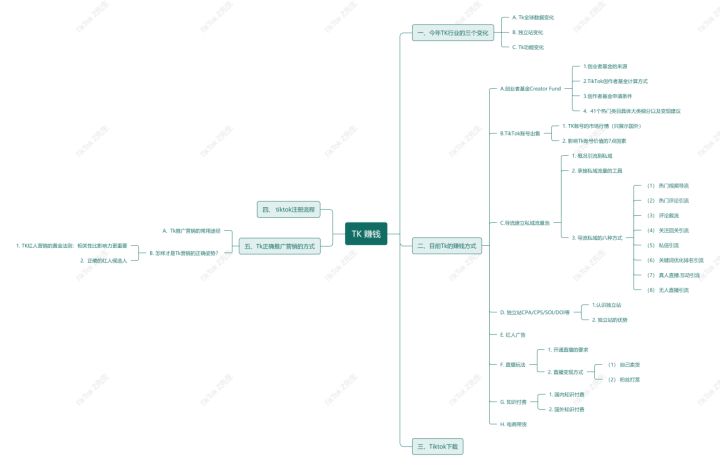 TK 赚钱
一、今年TK行业的三个变化
A. Tk全球数据变化
B. 独立站变化
C. Tk功能变化
二、目前Tk的赚钱方式
A.创业者基金Creator Fund
1.创业者基金的来源
2.TikTok创作者基金计算方式
3.创作者基金申请条件
4、41个热门类目具体大类细分以及变现建议
B.TikTok账号出售
1. TK账号的市场行情（只展示国外）
2. 影响Tk账号价值的7点因素
C.导流建立私域流量池
1. 概况引流到私域
2. 承接私域流量的工具
3. 导流私域的八种方式
（1） 热门视频导流
（2） 热门评论引流
（3） 评论截流
（4） 关注回关引流
（5） 私信引流
（6） 关键词优化排名引流
（7） 真人直播互动引流
（8） 无人直播引流
D. 独立站CPA/CPS/SOI/DOI等
1.认识独立站
2. 独立站的优势
E. 红人广告
F. 直播玩法
1. 开通直播的要求
2. 直播变现方式
（1） 自己卖货
（2） 粉丝打赏
G. 知识付费
1. 国内知识付费
2. 国外知识付费
H. 电商带货
三、Tiktok下载
四、 tiktok注册流程
五、Tk正确推广营销的方式
A、Tk推广营销的常用途径
B. 怎样才是Tk营销的正确姿势？
1. TK红人营销的黄金法则：相关性比影响力更重要
2. 正确的红人候选人